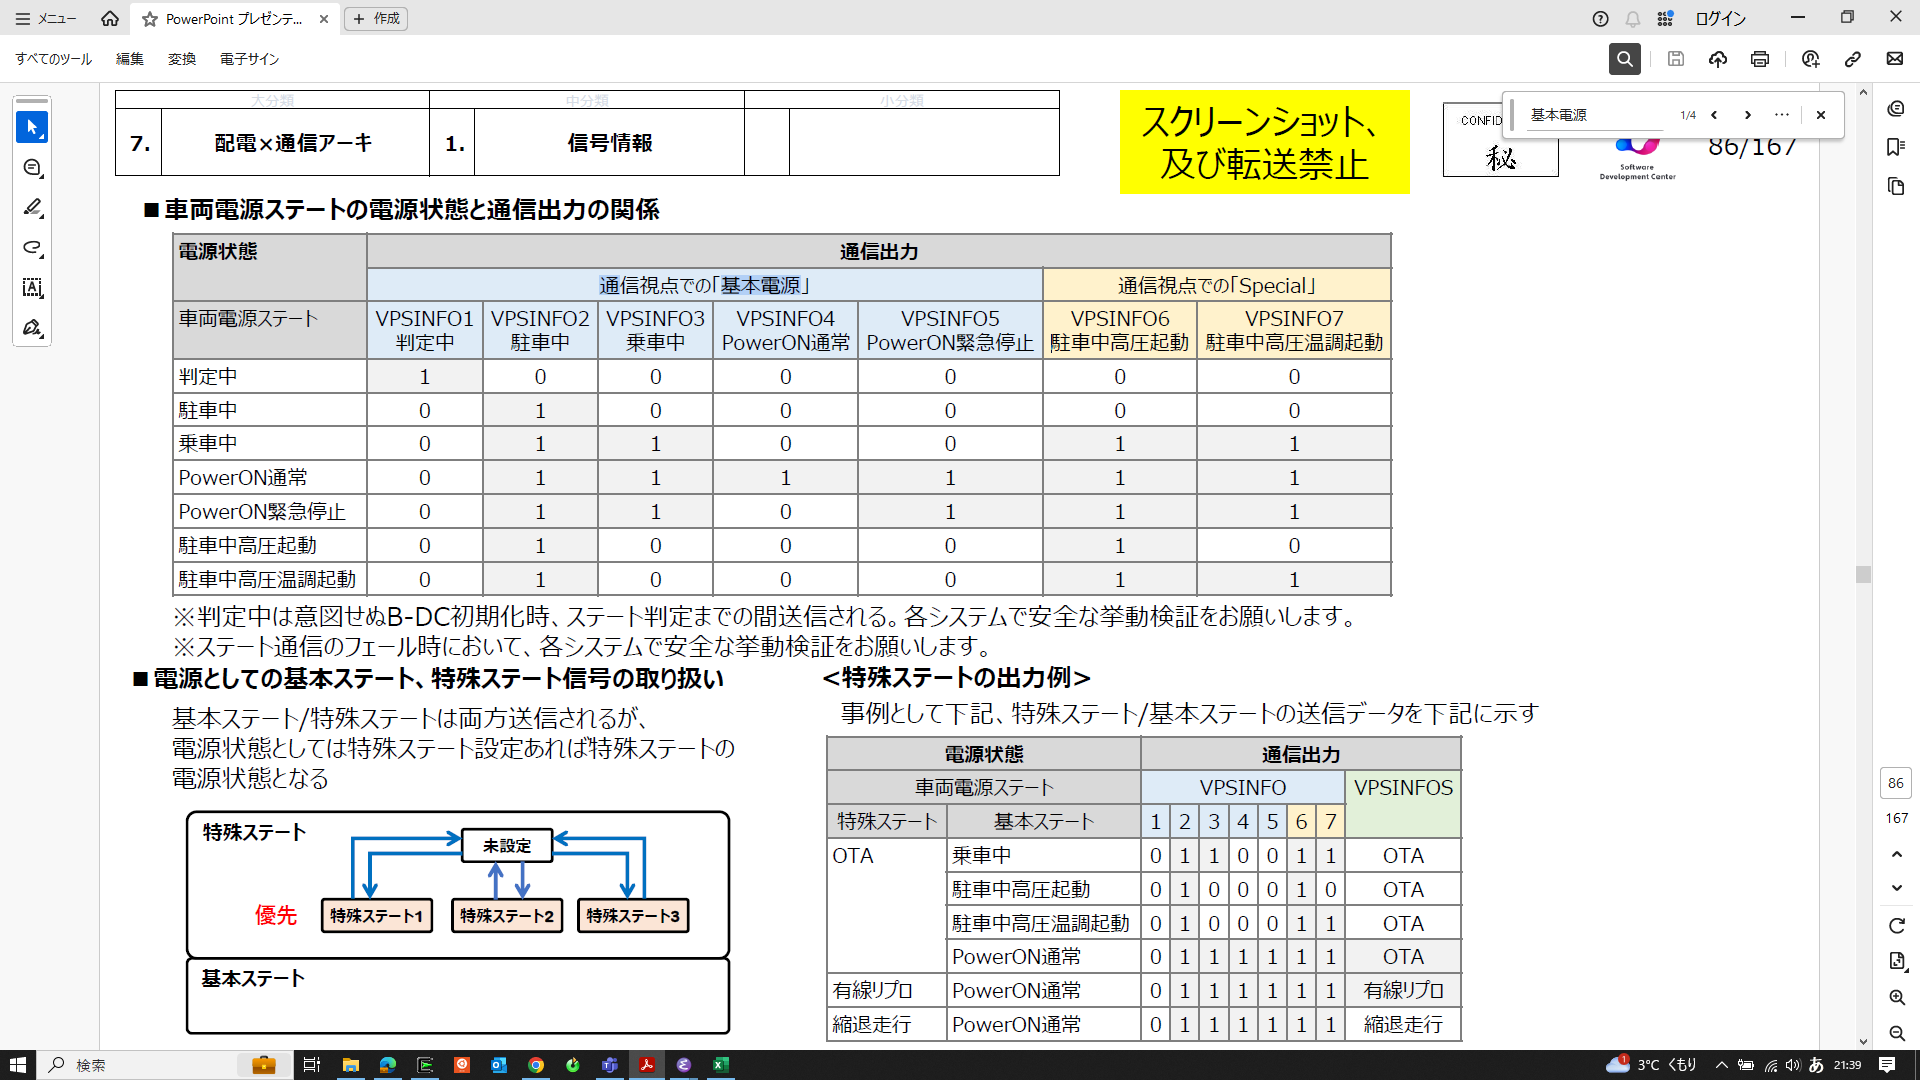 メニュー
PowerPoint プレゼンテ...
作成
ログイン
すべてのツール
編集
変換
電子サイン
大分類
中分類
小分類
7.
配電×通信アーキ
1.
信号情報
スクリーンショット、
及び転送禁止
CONFID
秘
基本電源
1/4
Software
Development Center
86/167
■車両電源ステートの電源状態と通信出力の関係
電源状態
通信出力
通信視点での「基本電源」
通信視点での「Special」
車両電源ステート
VPSINFO1
判定中
VPSINFO2
駐車中
VPSINFO3
乗車中
VPSINFO4
PowerON通常
VPSINFO5
PowerON緊急停止
VPSINFO6
駐車中高圧起動
VPSINFO7
駐車中高圧温調起動
判定中 1 0 0 0 0 0 0
駐車中 0 1 0 0 0 0 0
乗車中 0 1 1 0 0 1 1
PowerON通常 0 1 1 1 1 1 1
PowerON緊急停止 0 1 1 0 1 1 1
駐車中高圧起動 0 1 0 0 0 1 0
駐車中高圧温調起動 0 1 0 0 0 1 1
※判定中は意図せぬB-DC初期化時、ステート判定までの間送信される。各システムで安全な挙動検証をお願いします。
※ステート通信のフェール時において、各システムで安全な挙動検証をお願いします。
■電源としての基本ステート、特殊ステート信号の取り扱い
基本ステート/特殊ステートは両方送信されるが、
電源状態としては特殊ステート設定あれば特殊ステートの
電源状態となる
特殊ステート
未設定
優先
特殊ステート1
特殊ステート2
特殊ステート3
基本ステート
<特殊ステートの出力例>
事例として下記、特殊ステート/基本ステートの送信データを下記に示す
電源状態
通信出力
車両電源ステート
VPSINFO
VPSINFOS
特殊ステート 基本ステート 1 2 3 4 5 6 7
OTA 乗車中 0 1 1 0 0 1 1 OTA
駐車中高圧起動 0 1 0 0 0 1 0 OTA
駐車中高圧温調起動 0 1 0 0 0 1 1 OTA
PowerON通常 0 1 1 1 1 1 1 OTA
有線リプロ PowerON通常 0 1 1 1 1 1 1 有線リプロ
縮退走行 PowerON通常 0 1 1 1 1 1 1 縮退走行
86
167
検索
1
3°C くもり
あ
21:39